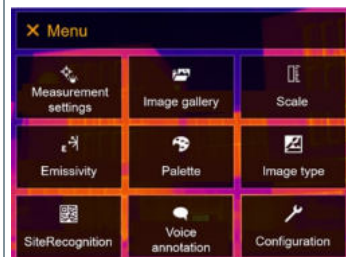 ✕ Menu
Measurement
settings
Image gallery
Scale
ε
Emissivity
Palette
Image type
SiteRecognition
Voice
annotation
Configuration